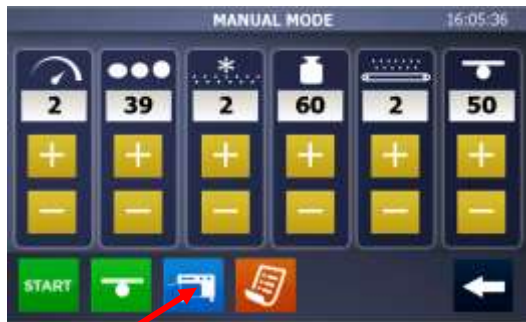 MANUAL MODE 16:05:36
2 39 2 60 2 50
+ + + + + +
- - - - - -
START